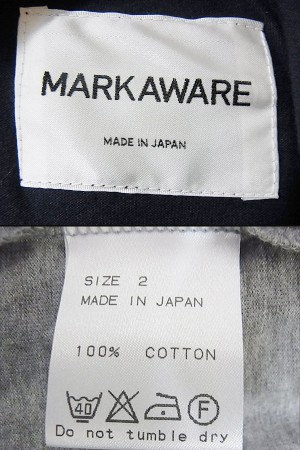 MARKAWARE
MADE IN JAPAN
SIZE 2
MADE IN JAPAN
100% COTTON
40 F
Do not tumble dry